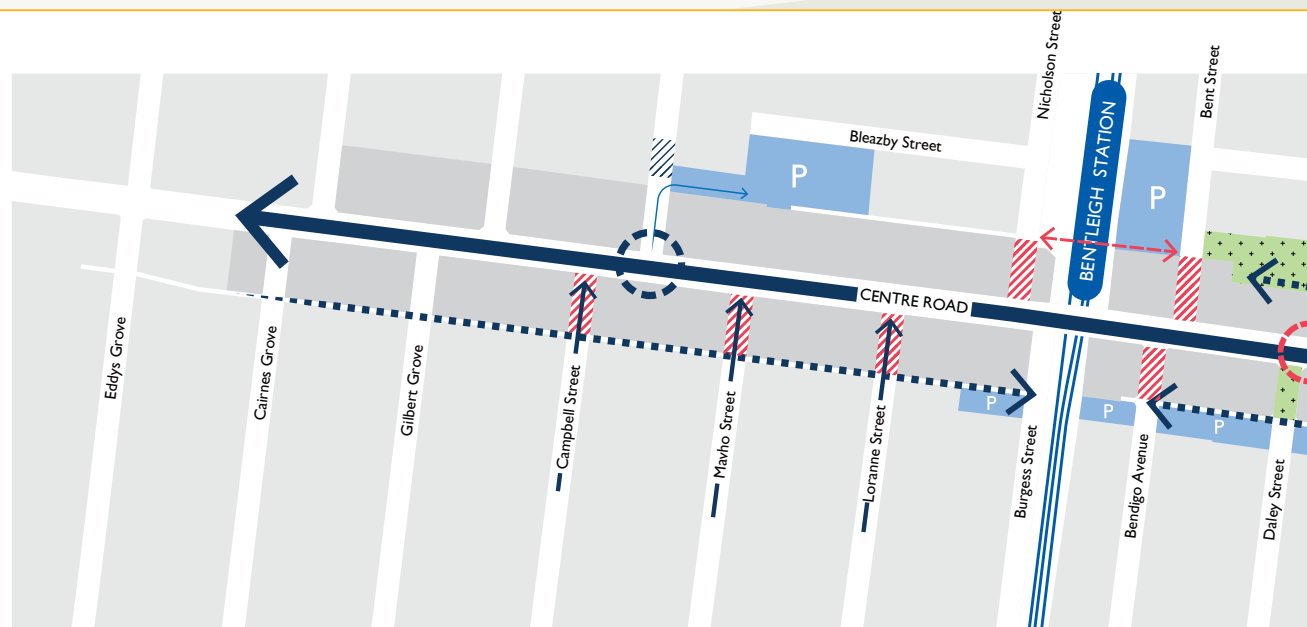 Nicholson Street
Bent Street
Bleazby Street
BENTLEIGH STATION
P
P
CENTRE ROAD
Eddys Grove
Cairnes Grove
Gilbert Grove
Campbell Street
Mavho Street
Loranne Street
P
Burgess Street
P
Bendigo Avenue
P
Daley Street